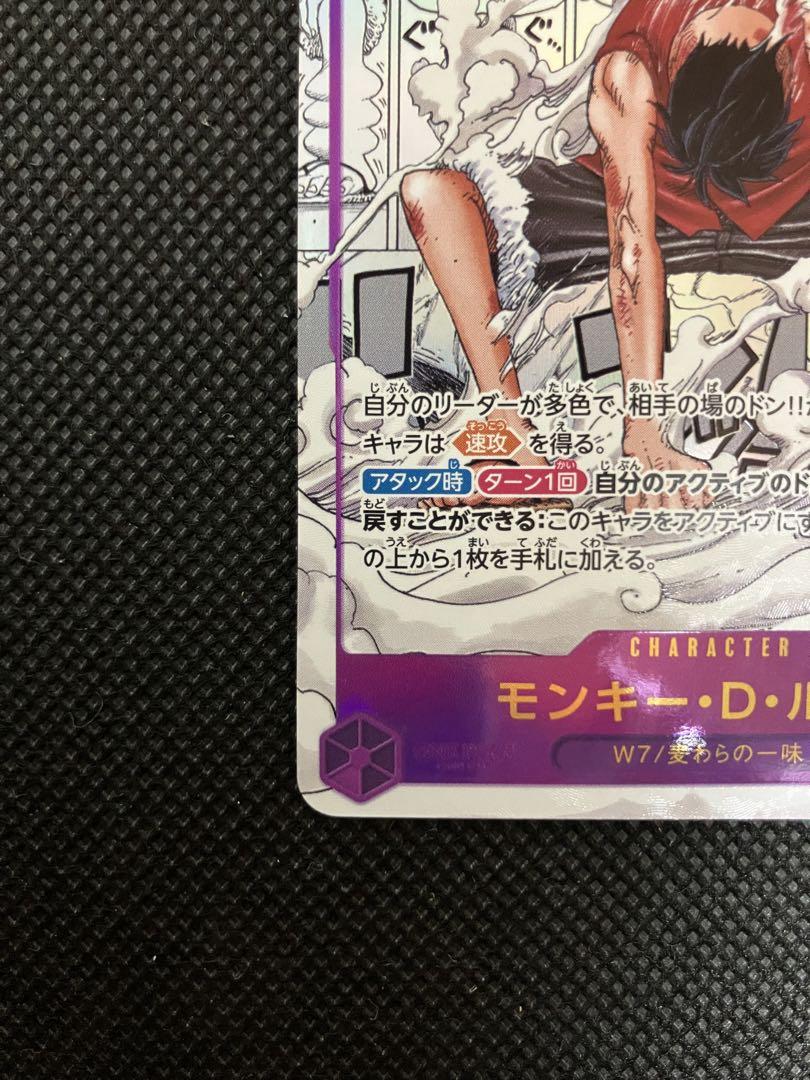 ぐ… ぐ…
自分のリーダーが多色で、相手の場のドン!!
キャラは 速攻 を得る。
アタック時 ターン1回 自分のアクティブのド
戻すことができる:このキャラをアクティブに
の上から1枚を手札に加える。
CHARACTER
モンキー・D・ル
W7/麦わらの一味